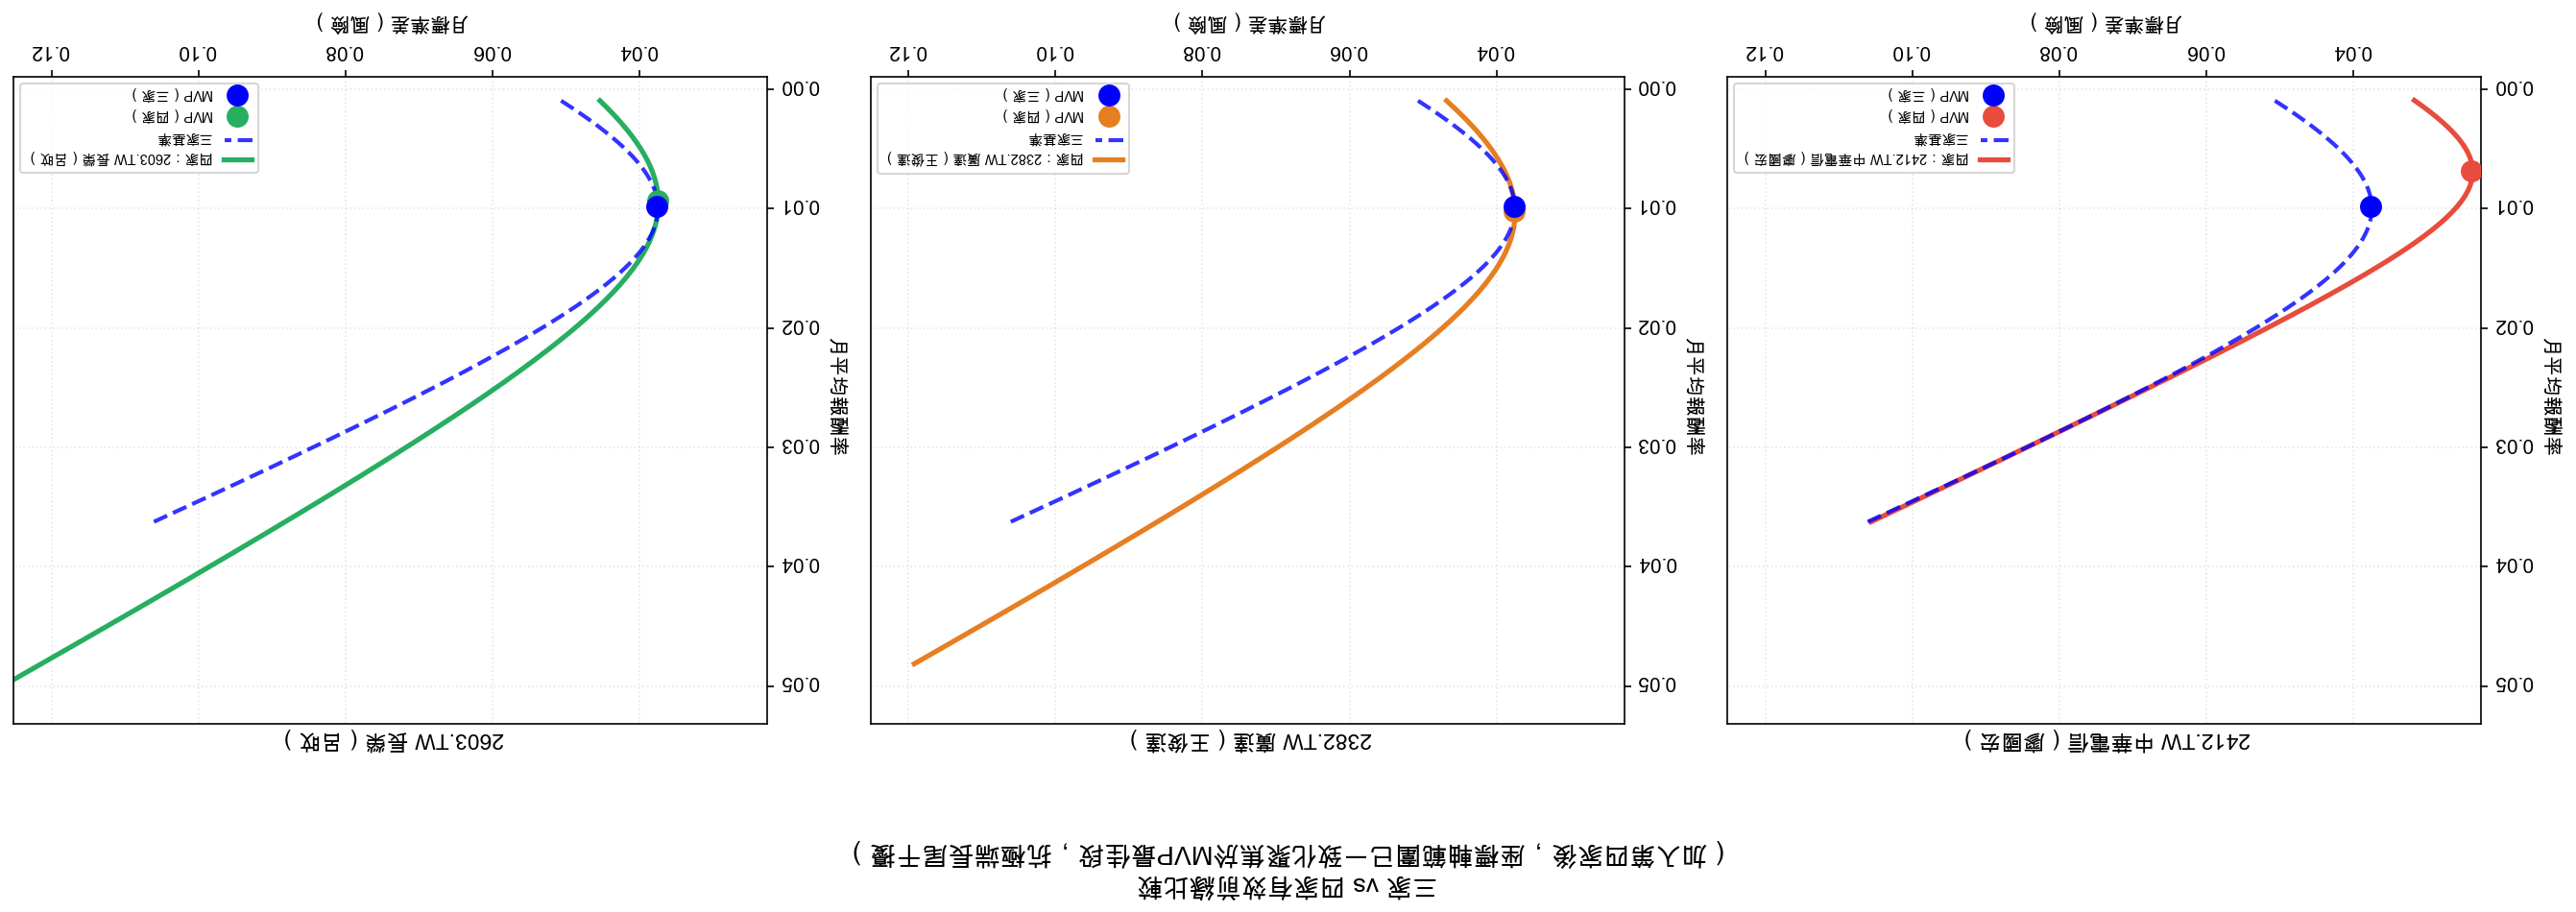 三家 vs 四家有效前緣比較
（加入第四家後，座標軸範圍已一致化聚焦於MVP最佳段，抗極端長尾干擾）
2412.TW 中華電信（廖國宏）
月平均報酬率
0.05
0.04
0.03
0.02
0.01
0.00
四家：2412.TW 中華電信（廖國宏）
三家基準
MVP（四家）
MVP（三家）
0.04 0.06 0.08 0.10 0.12
月標準差（風險）
2382.TW 廣達（王俊達）
月平均報酬率
0.05
0.04
0.03
0.02
0.01
0.00
四家：2382.TW 廣達（王俊達）
三家基準
MVP（四家）
MVP（三家）
0.04 0.06 0.08 0.10 0.12
月標準差（風險）
2603.TW 長榮（呂旼）
月平均報酬率
0.05
0.04
0.03
0.02
0.01
0.00
四家：2603.TW 長榮（呂旼）
三家基準
MVP（四家）
MVP（三家）
0.04 0.06 0.08 0.10 0.12
月標準差（風險）